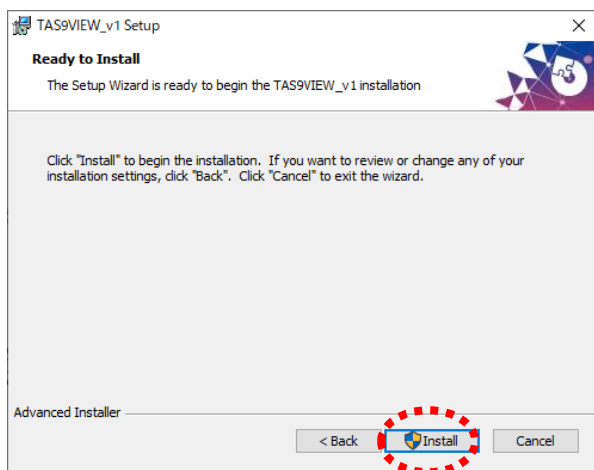 TAS9VIEW_v1 Setup
Ready to Install
The Setup Wizard is ready to begin the TAS9VIEW_v1 installation
Click "Install" to begin the installation.  If you want to review or change any of your
installation settings, click "Back".  Click "Cancel" to exit the wizard.
Advanced Installer
< Back
Install
Cancel